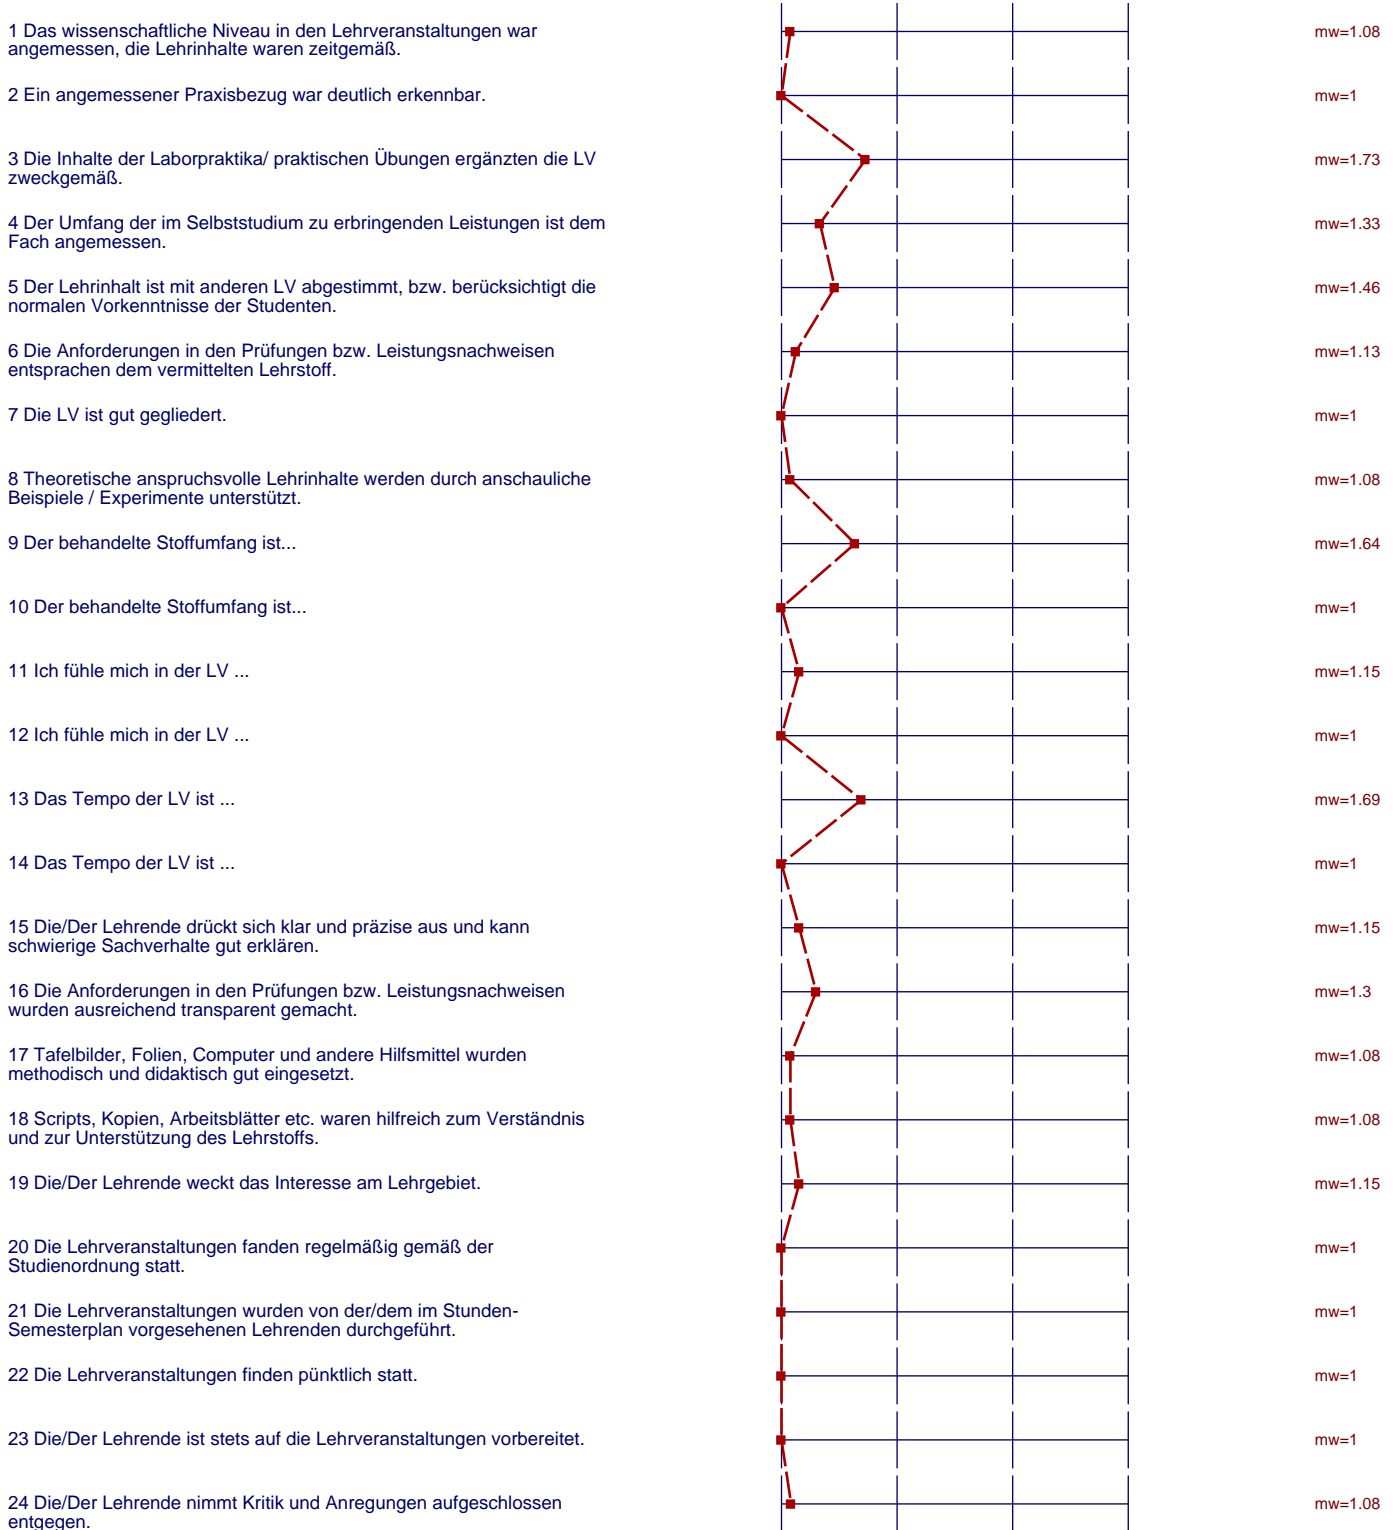 1 Das wissenschaftliche Niveau in den Lehrveranstaltungen war
angemessen, die Lehrinhalte waren zeitgemäß.
mw=1.08
2 Ein angemessener Praxisbezug war deutlich erkennbar.
mw=1
3 Die Inhalte der Laborpraktika/ praktischen Übungen ergänzten die LV
zweckgemäß.
mw=1.73
4 Der Umfang der im Selbststudium zu erbringenden Leistungen ist dem
Fach angemessen.
mw=1.33
5 Der Lehrinhalt ist mit anderen LV abgestimmt, bzw. berücksichtigt die
normalen Vorkenntnisse der Studenten.
mw=1.46
6 Die Anforderungen in den Prüfungen bzw. Leistungsnachweisen
entsprachen dem vermittelten Lehrstoff.
mw=1.13
7 Die LV ist gut gegliedert.
mw=1
8 Theoretische anspruchsvolle Lehrinhalte werden durch anschauliche
Beispiele / Experimente unterstützt.
mw=1.08
9 Der behandelte Stoffumfang ist...
mw=1.64
10 Der behandelte Stoffumfang ist...
mw=1
11 Ich fühle mich in der LV ...
mw=1.15
12 Ich fühle mich in der LV ...
mw=1
13 Das Tempo der LV ist ...
mw=1.69
14 Das Tempo der LV ist ...
mw=1
15 Die/Der Lehrende drückt sich klar und präzise aus und kann
schwierige Sachverhalte gut erklären.
mw=1.15
16 Die Anforderungen in den Prüfungen bzw. Leistungsnachweisen
wurden ausreichend transparent gemacht.
mw=1.3
17 Tafelbilder, Folien, Computer und andere Hilfsmittel wurden
methodisch und didaktisch gut eingesetzt.
mw=1.08
18 Scripts, Kopien, Arbeitsblätter etc. waren hilfreich zum Verständnis
und zur Unterstützung des Lehrstoffs.
mw=1.08
19 Die/Der Lehrende weckt das Interesse am Lehrgebiet.
mw=1.15
20 Die Lehrveranstaltungen fanden regelmäßig gemäß der
Studienordnung statt.
mw=1
21 Die Lehrveranstaltungen wurden von der/dem im Stunden-
Semesterplan vorgesehenen Lehrenden durchgeführt.
mw=1
22 Die Lehrveranstaltungen finden pünktlich statt.
mw=1
23 Die/Der Lehrende ist stets auf die Lehrveranstaltungen vorbereitet.
mw=1
24 Die/Der Lehrende nimmt Kritik und Anregungen aufgeschlossen
entgegen.
mw=1.08